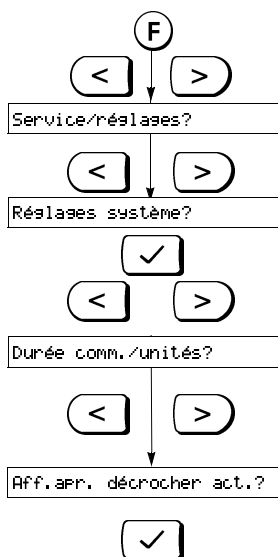 F
< >
Service/réglages?
< >
Réglages système?
< >
Durée comm./unités?
< >
Aff.apr. décrocher act.?